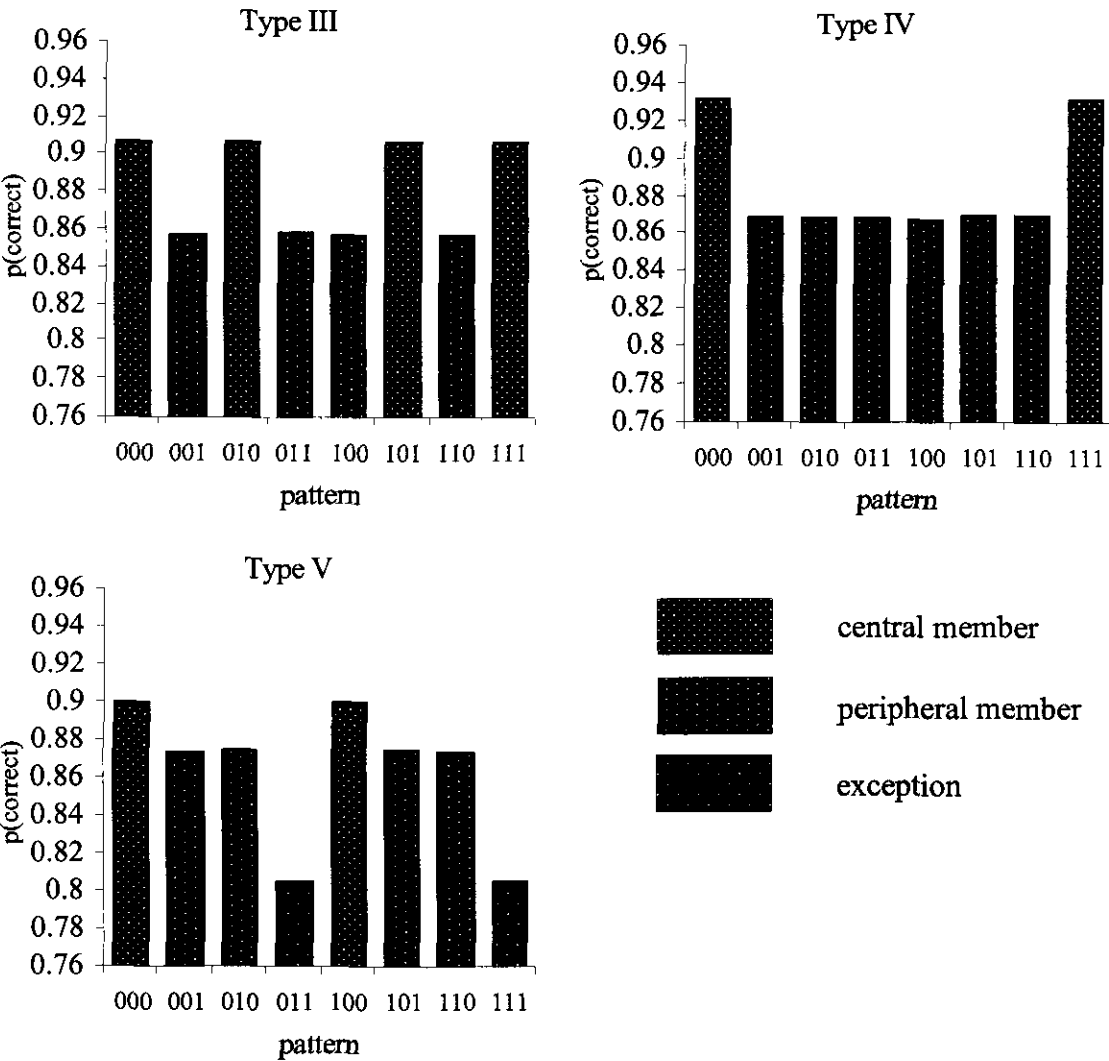 Type III
0.96
0.94
0.92
0.9
0.88
0.86
0.84
0.82
0.8
0.78
0.76
p(correct)
000 001 010 011 100 101 110 111
pattern
Type IV
0.96
0.94
0.92
0.9
0.88
0.86
0.84
0.82
0.8
0.78
0.76
p(correct)
000 001 010 011 100 101 110 111
pattern
Type V
0.96
0.94
0.92
0.9
0.88
0.86
0.84
0.82
0.8
0.78
0.76
p(correct)
000 001 010 011 100 101 110 111
pattern
central member
peripheral member
exception